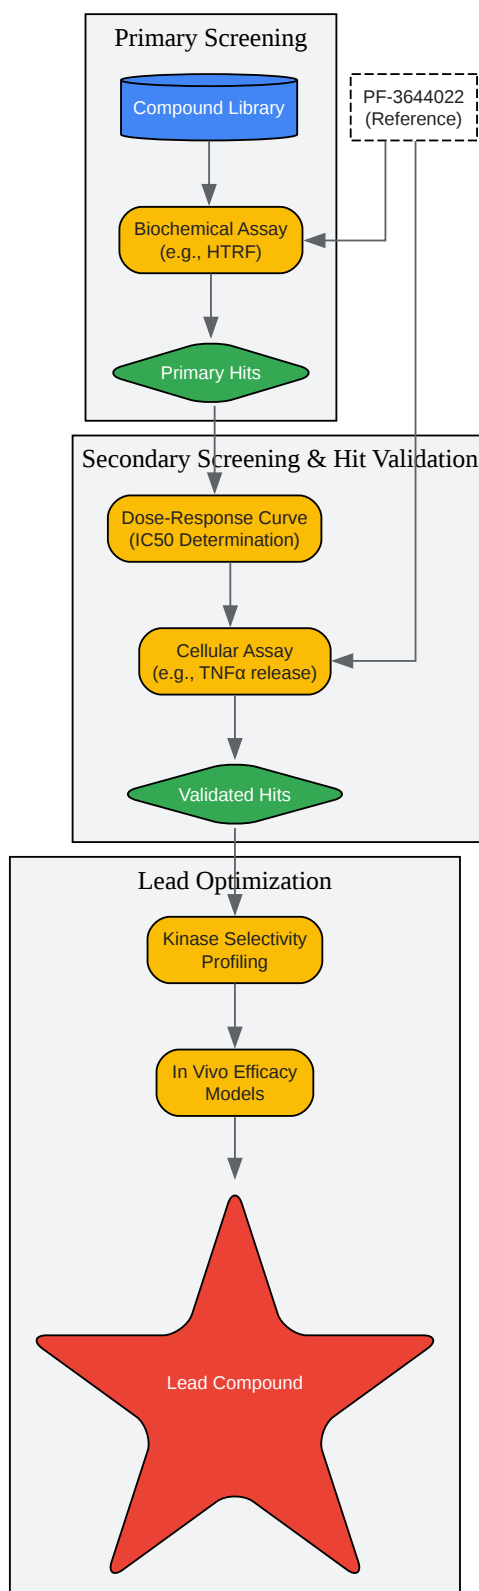 Primary Screening
Compound Library
PF-3644022
(Reference)
Biochemical Assay
(e.g., HTRF)
Primary Hits
Secondary Screening & Hit Validation
Dose-Response Curve
(IC50 Determination)
Cellular Assay
(e.g., TNFα release)
Validated Hits
Lead Optimization
Kinase Selectivity
Profiling
In Vivo Efficacy
Models
Lead Compound